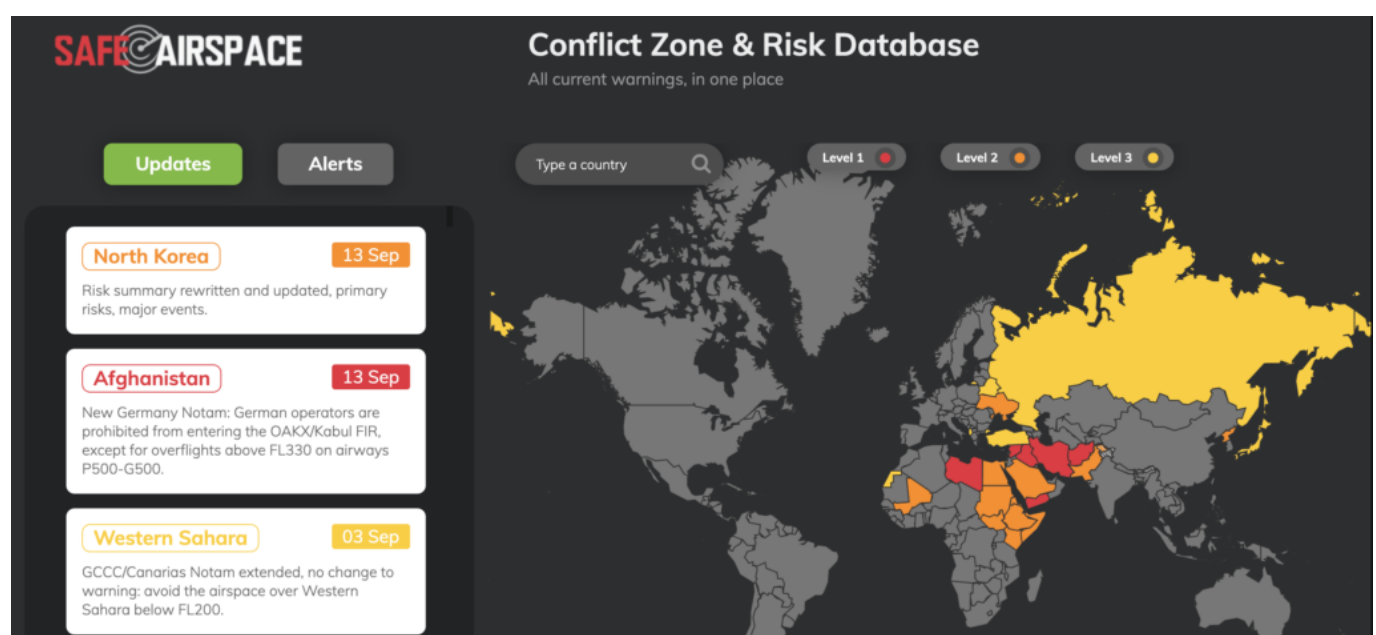 SAFE AIRSPACE
Conflict Zone & Risk Database
All current warnings, in one place
Updates
Alerts
Type a country
Level 1
Level 2
Level 3
North Korea
13 Sep
Risk summary rewritten and updated, primary
risks, major events.
Afghanistan
13 Sep
New Germany Notam: German operators are
prohibited from entering the OAKX/Kabul FIR,
except for overflights above FL330 on airways
P500-G500.
Western Sahara
03 Sep
GCCC/Canarias Notam extended, no change to
warning: avoid the airspace over Western
Sahara below FL200.